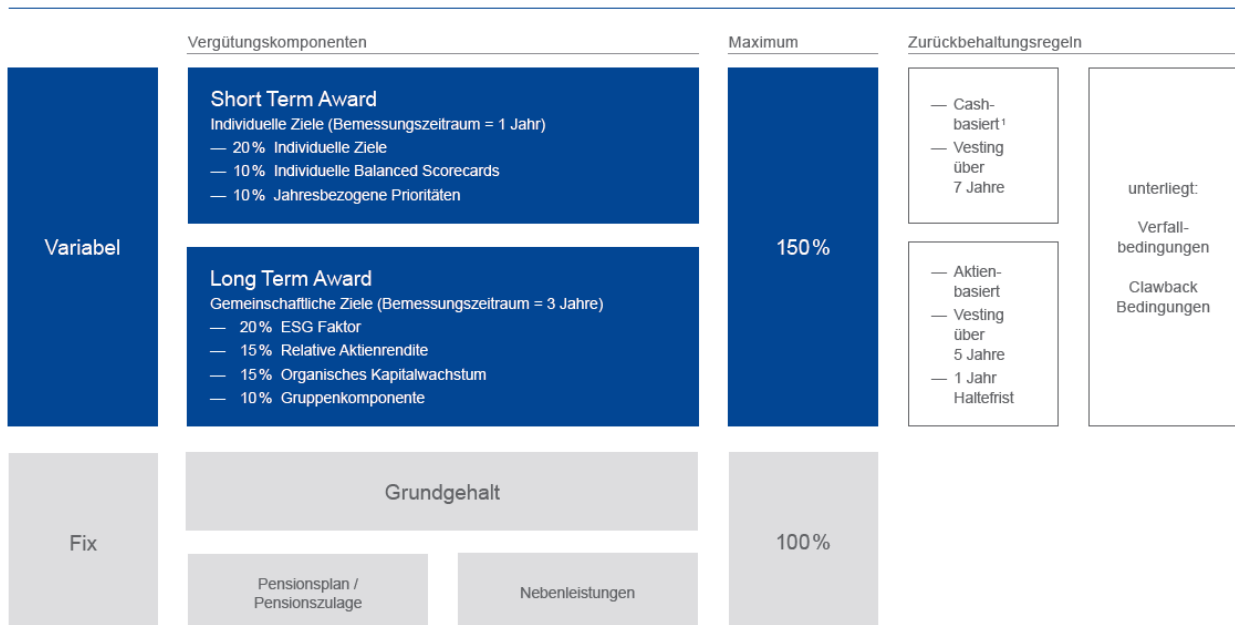 Vergütungskomponenten
Maximum
Zurückbehaltungsregeln
Variabel
Short Term Award
Individuelle Ziele (Bemessungszeitraum = 1 Jahr)
— 20% Individuelle Ziele
— 10% Individuelle Balanced Scorecards
— 10% Jahresbezogene Prioritäten
Long Term Award
Gemeinschaftliche Ziele (Bemessungszeitraum = 3 Jahre)
— 20% ESG Faktor
— 15% Relative Aktienrendite
— 15% Organisches Kapitalwachstum
— 10% Gruppenkomponente
150%
— Cash-
basiert¹
— Vesting
über
7 Jahre
— Aktien-
basiert
— Vesting
über
5 Jahre
— 1 Jahr
Haltefrist
unterliegt:
Verfall-
bedingungen
Clawback
Bedingungen
Fix
Grundgehalt
Pensionsplan /
Pensionszulage
Nebenleistungen
100%